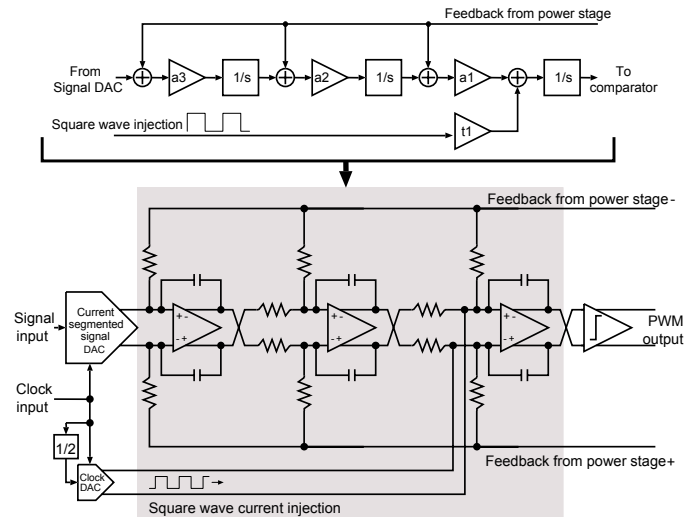 Feedback from power stage
From
Signal DAC
a3
1/s
a2
1/s
a1
1/s
To
comparator
Square wave injection
t1
Feedback from power stage-
Signal
input
Current
segmented
signal
DAC
+ -
- +
+ -
- +
+ -
- +
PWM
output
Clock
input
1/2
Clock
DAC
Feedback from power stage+
Square wave current injection